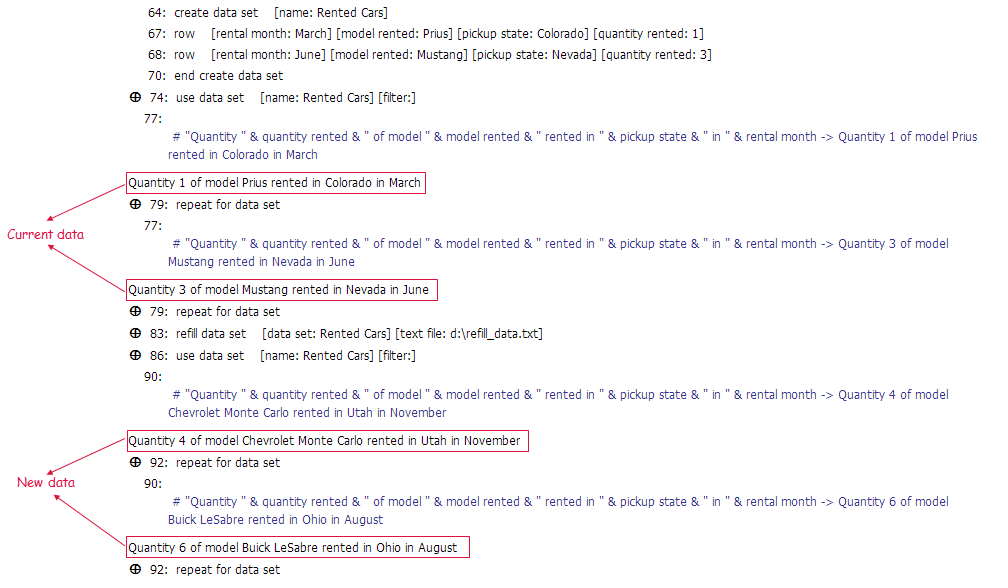 64: create data set [name: Rented Cars]
67: row [rental month: March] [model rented: Prius] [pickup state: Colorado] [quantity rented: 1]
68: row [rental month: June] [model rented: Mustang] [pickup state: Nevada] [quantity rented: 3]
70: end create data set
⊕ 74: use data set [name: Rented Cars] [filter:]
77:
# "Quantity " & quantity rented & " of model " & model rented & " rented in " & pickup state & " in " & rental month -> Quantity 1 of model Prius
rented in Colorado in March
Quantity 1 of model Prius rented in Colorado in March
⊕ 79: repeat for data set
Current data
77:
# "Quantity " & quantity rented & " of model " & model rented & " rented in " & pickup state & " in " & rental month -> Quantity 3 of model
Mustang rented in Nevada in June
Quantity 3 of model Mustang rented in Nevada in June
⊕ 79: repeat for data set
⊕ 83: refill data set [data set: Rented Cars] [text file: d:\refill_data.txt]
⊕ 86: use data set [name: Rented Cars] [filter:]
90:
# "Quantity " & quantity rented & " of model " & model rented & " rented in " & pickup state & " in " & rental month -> Quantity 4 of model
Chevrolet Monte Carlo rented in Utah in November
Quantity 4 of model Chevrolet Monte Carlo rented in Utah in November
⊕ 92: repeat for data set
New data
90:
# "Quantity " & quantity rented & " of model " & model rented & " rented in " & pickup state & " in " & rental month -> Quantity 6 of model
Buick LeSabre rented in Ohio in August
Quantity 6 of model Buick LeSabre rented in Ohio in August
⊕ 92: repeat for data set